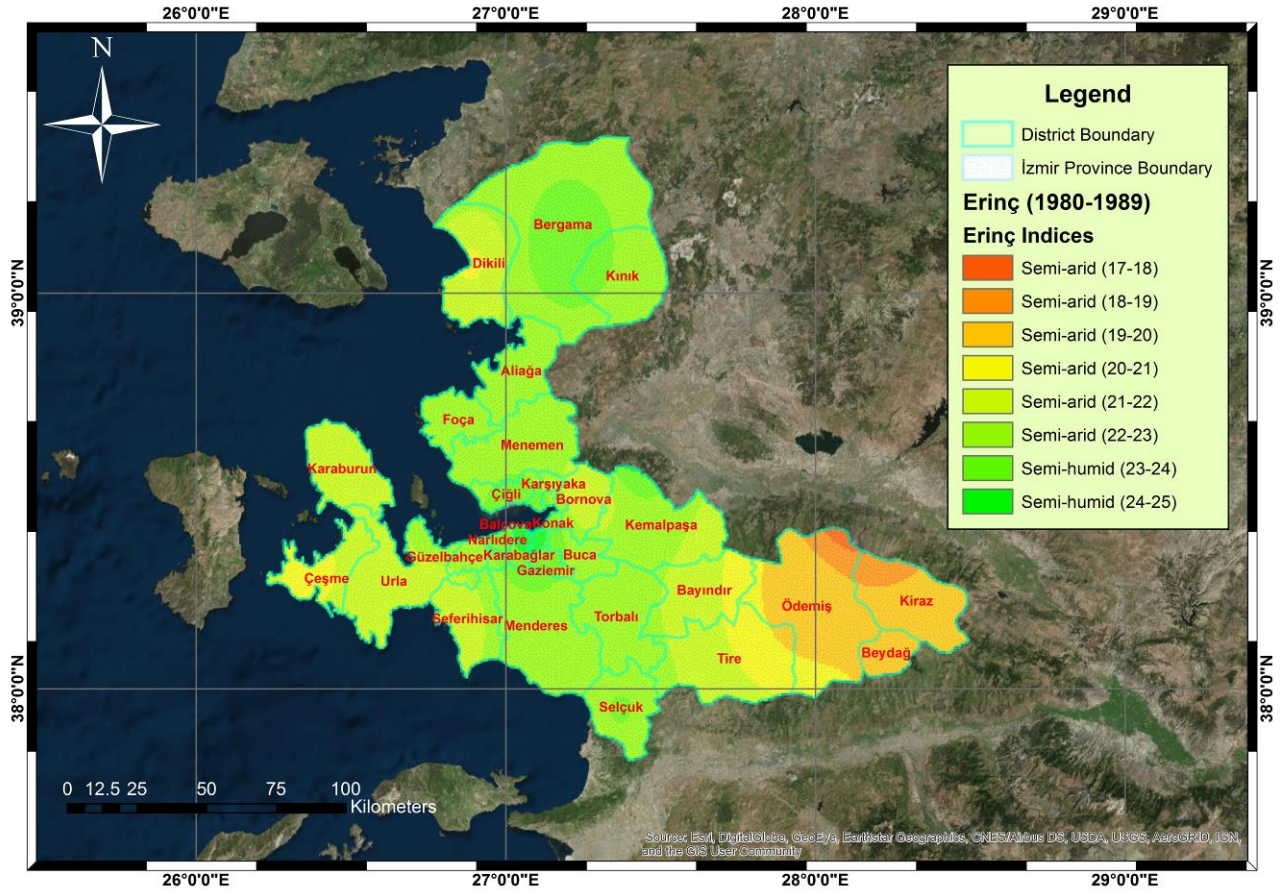 26°0'0"E 27°0'0"E 28°0'0"E 29°0'0"E
N
Legend
District Boundary
İzmir Province Boundary
Erinç (1980-1989)
Erinç Indices
Semi-arid (17-18)
Semi-arid (18-19)
Semi-arid (19-20)
Semi-arid (20-21)
Semi-arid (21-22)
Semi-arid (22-23)
Semi-humid (23-24)
Semi-humid (24-25)
39°0'0"N
39°0'0"N
38°0'0"N
38°0'0"N
Bergama
Dikili
Kınık
Aliağa
Foça
Menemen
Karaburun
Karşıyaka
Çiğli
Bornova
Balçova
Konak
Kemalpaşa
Narlıdere
Güzelbahçe
Karabağlar
Buca
Gaziemir
Çeşme
Urla
Bayındır
Ödemiş
Kiraz
Seferihisar
Menderes
Torbalı
Beydağ
Tire
Selçuk
0 12.5 25 50 75 100
Kilometers
Source: Esri, DigitalGlobe, GeoEye, Earthstar Geographics, CNES/Airbus DS, USDA, USGS, AeroGRID, IGN,
and the GIS User Community
26°0'0"E 27°0'0"E 28°0'0"E 29°0'0"E